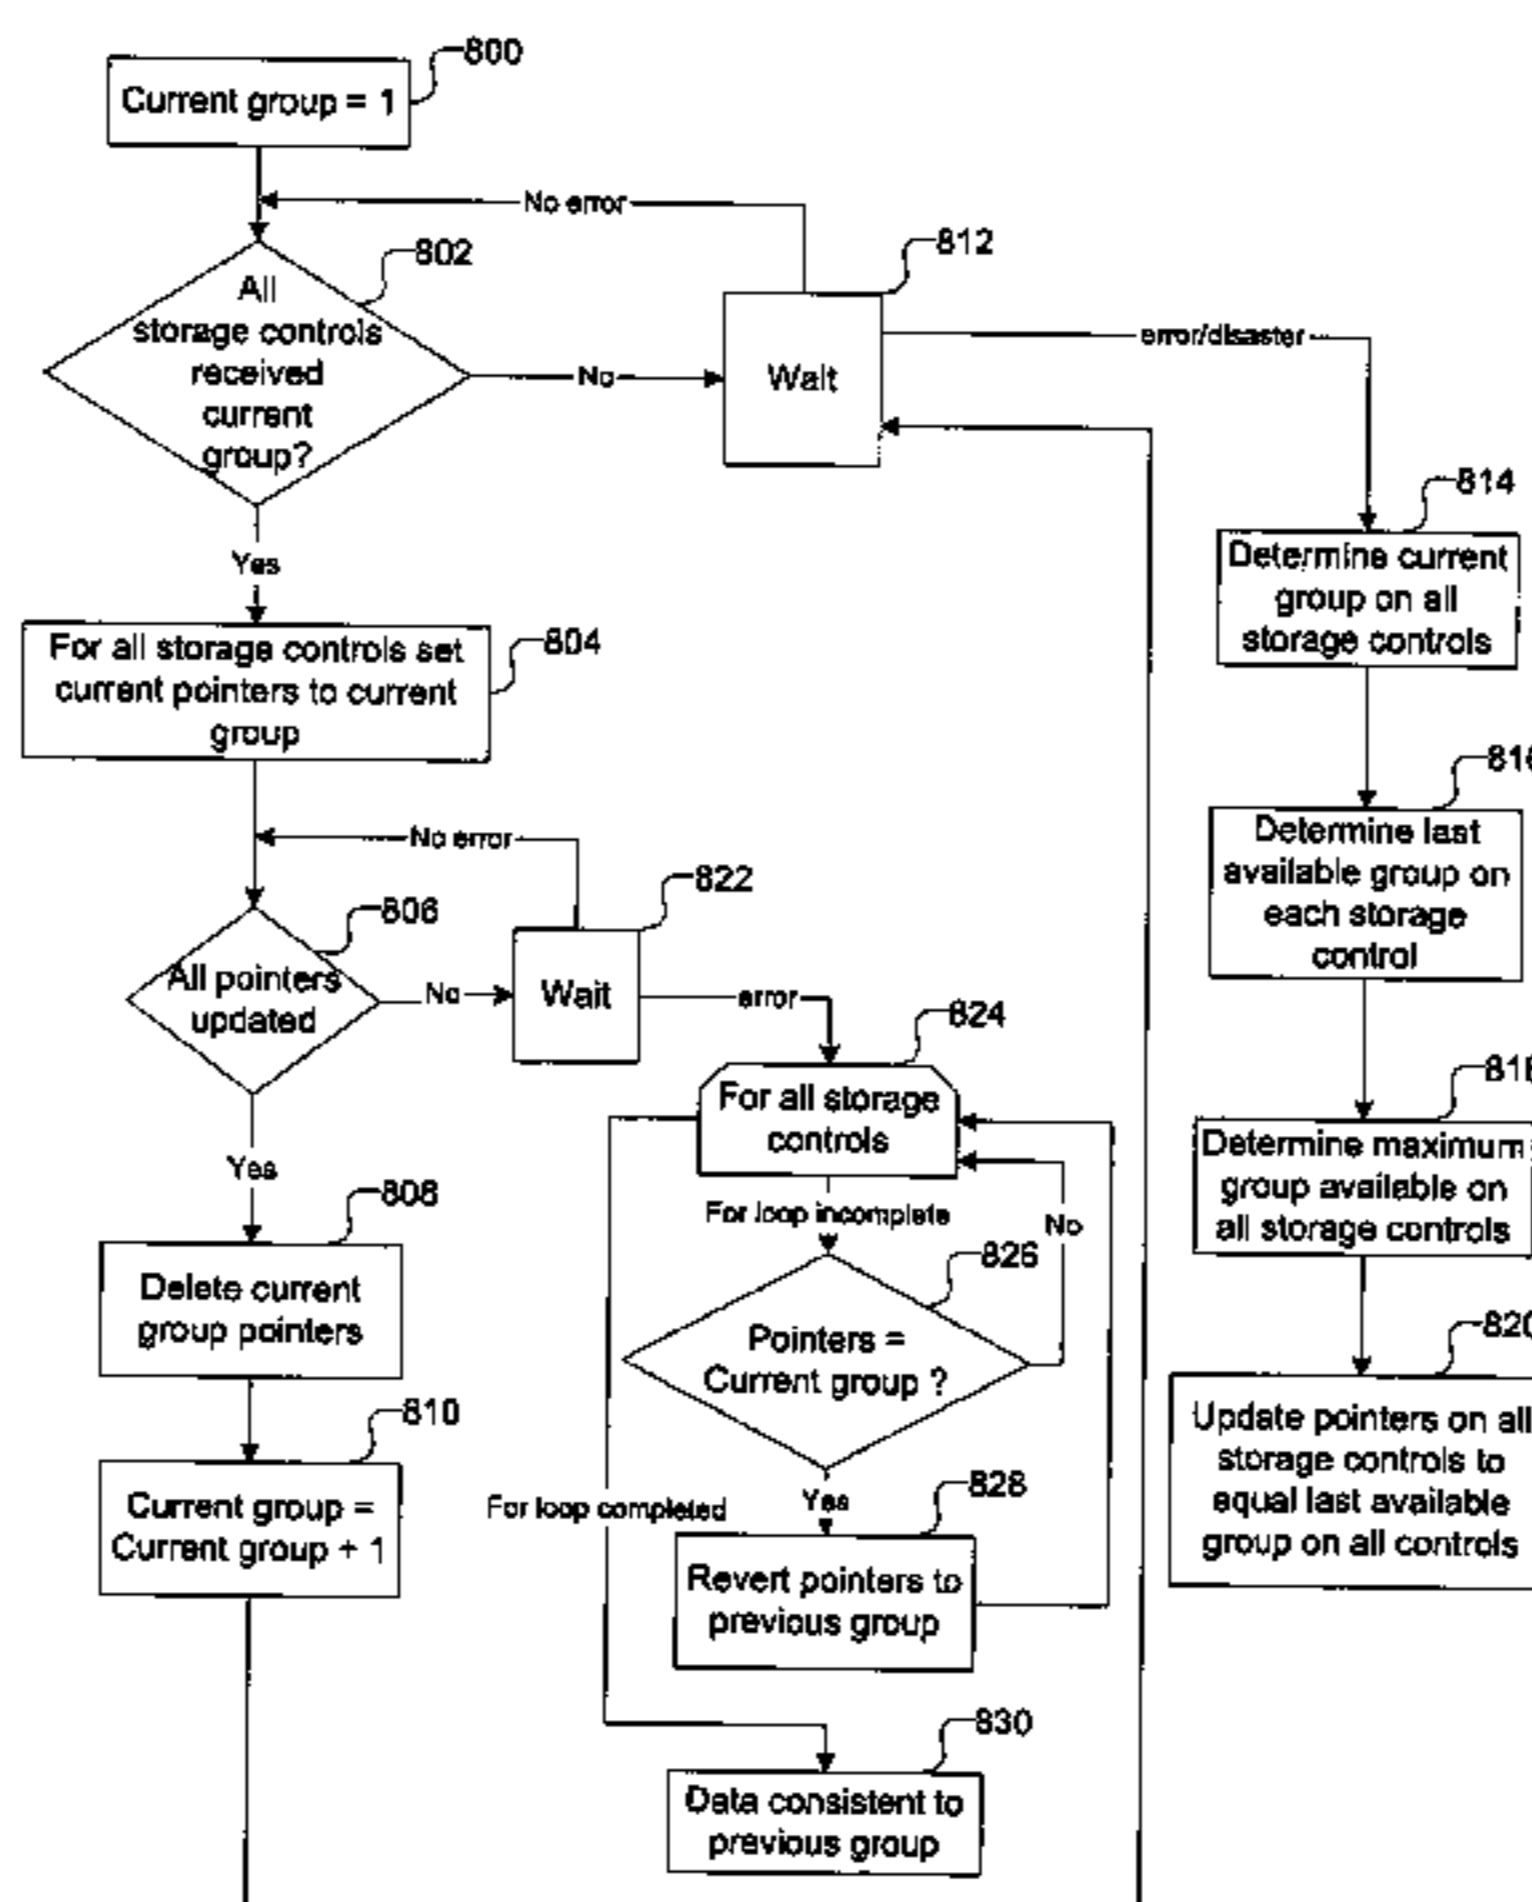 800
Current group = 1
No error
802
812
All
storage controls
received
current
group?
No
Wait
error/disaster
814
Determine current
group on all
storage controls
Yes
For all storage controls set
current pointers to current
group
804
No error
822
806
All pointers
updated
No
Wait
error
824
For all storage
controls
Determine last
available group on
each storage
control
Yes
For loop incomplete
No
808
826
Delete current
group pointers
Pointers =
Current group ?
Determine maximum
group available on
all storage controls
810
Current group =
Current group + 1
For loop completed
Yes
828
Revert pointers to
previous group
Update pointers on all
storage controls to
equal last available
group on all controls
830
Data consistent to
previous group